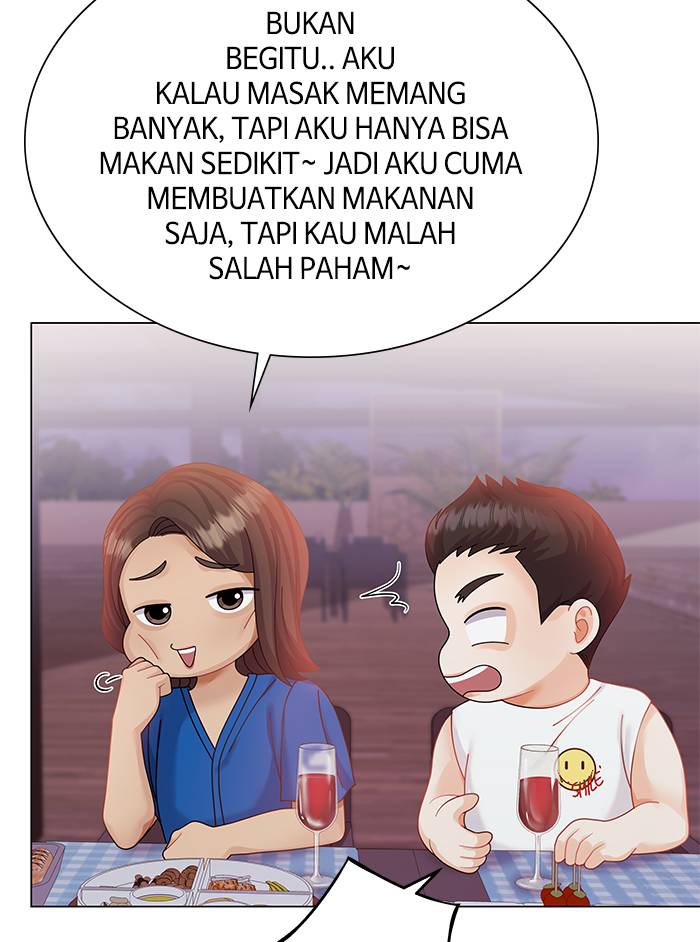 BUKAN
BEGITU.. AKU
KALAU MASAK MEMANG
BANYAK, TAPI AKU HANYA BISA
MAKAN SEDIKIT~ JADI AKU CUMA
MEMBUATKAN MAKANAN
SAJA, TAPI KAU MALAH
SALAH PAHAM~
SMILE